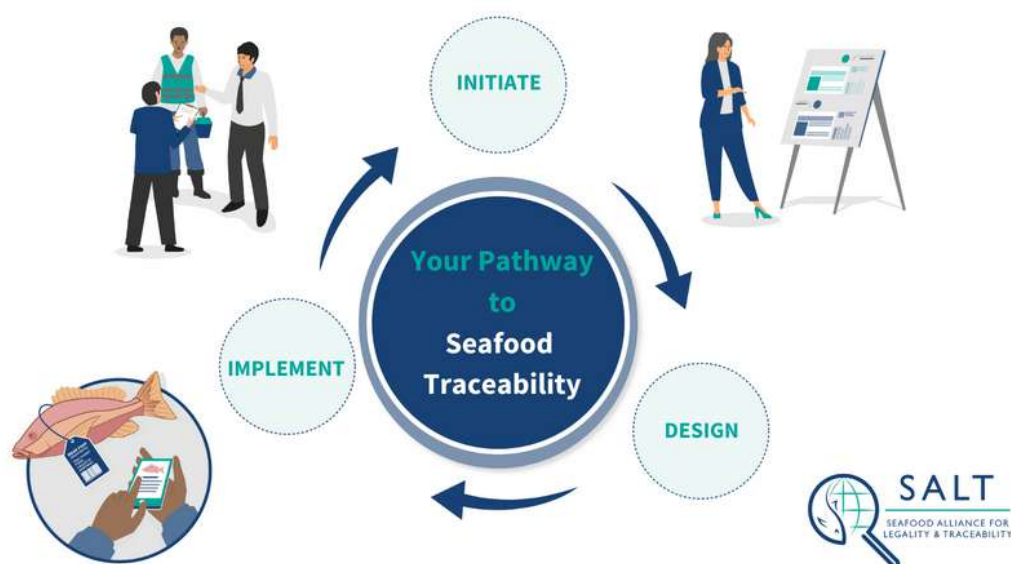 INITIATE
Your Pathway
to
Seafood
Traceability
IMPLEMENT
DESIGN
SALT
SEAFOOD ALLIANCE FOR
LEGALITY & TRACEABILITY